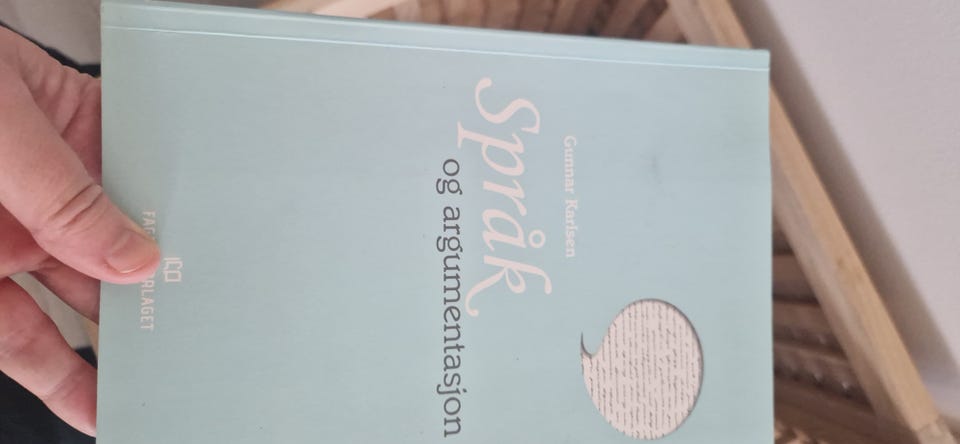 Gunnar Karlsen
Språk
og argumentasjon